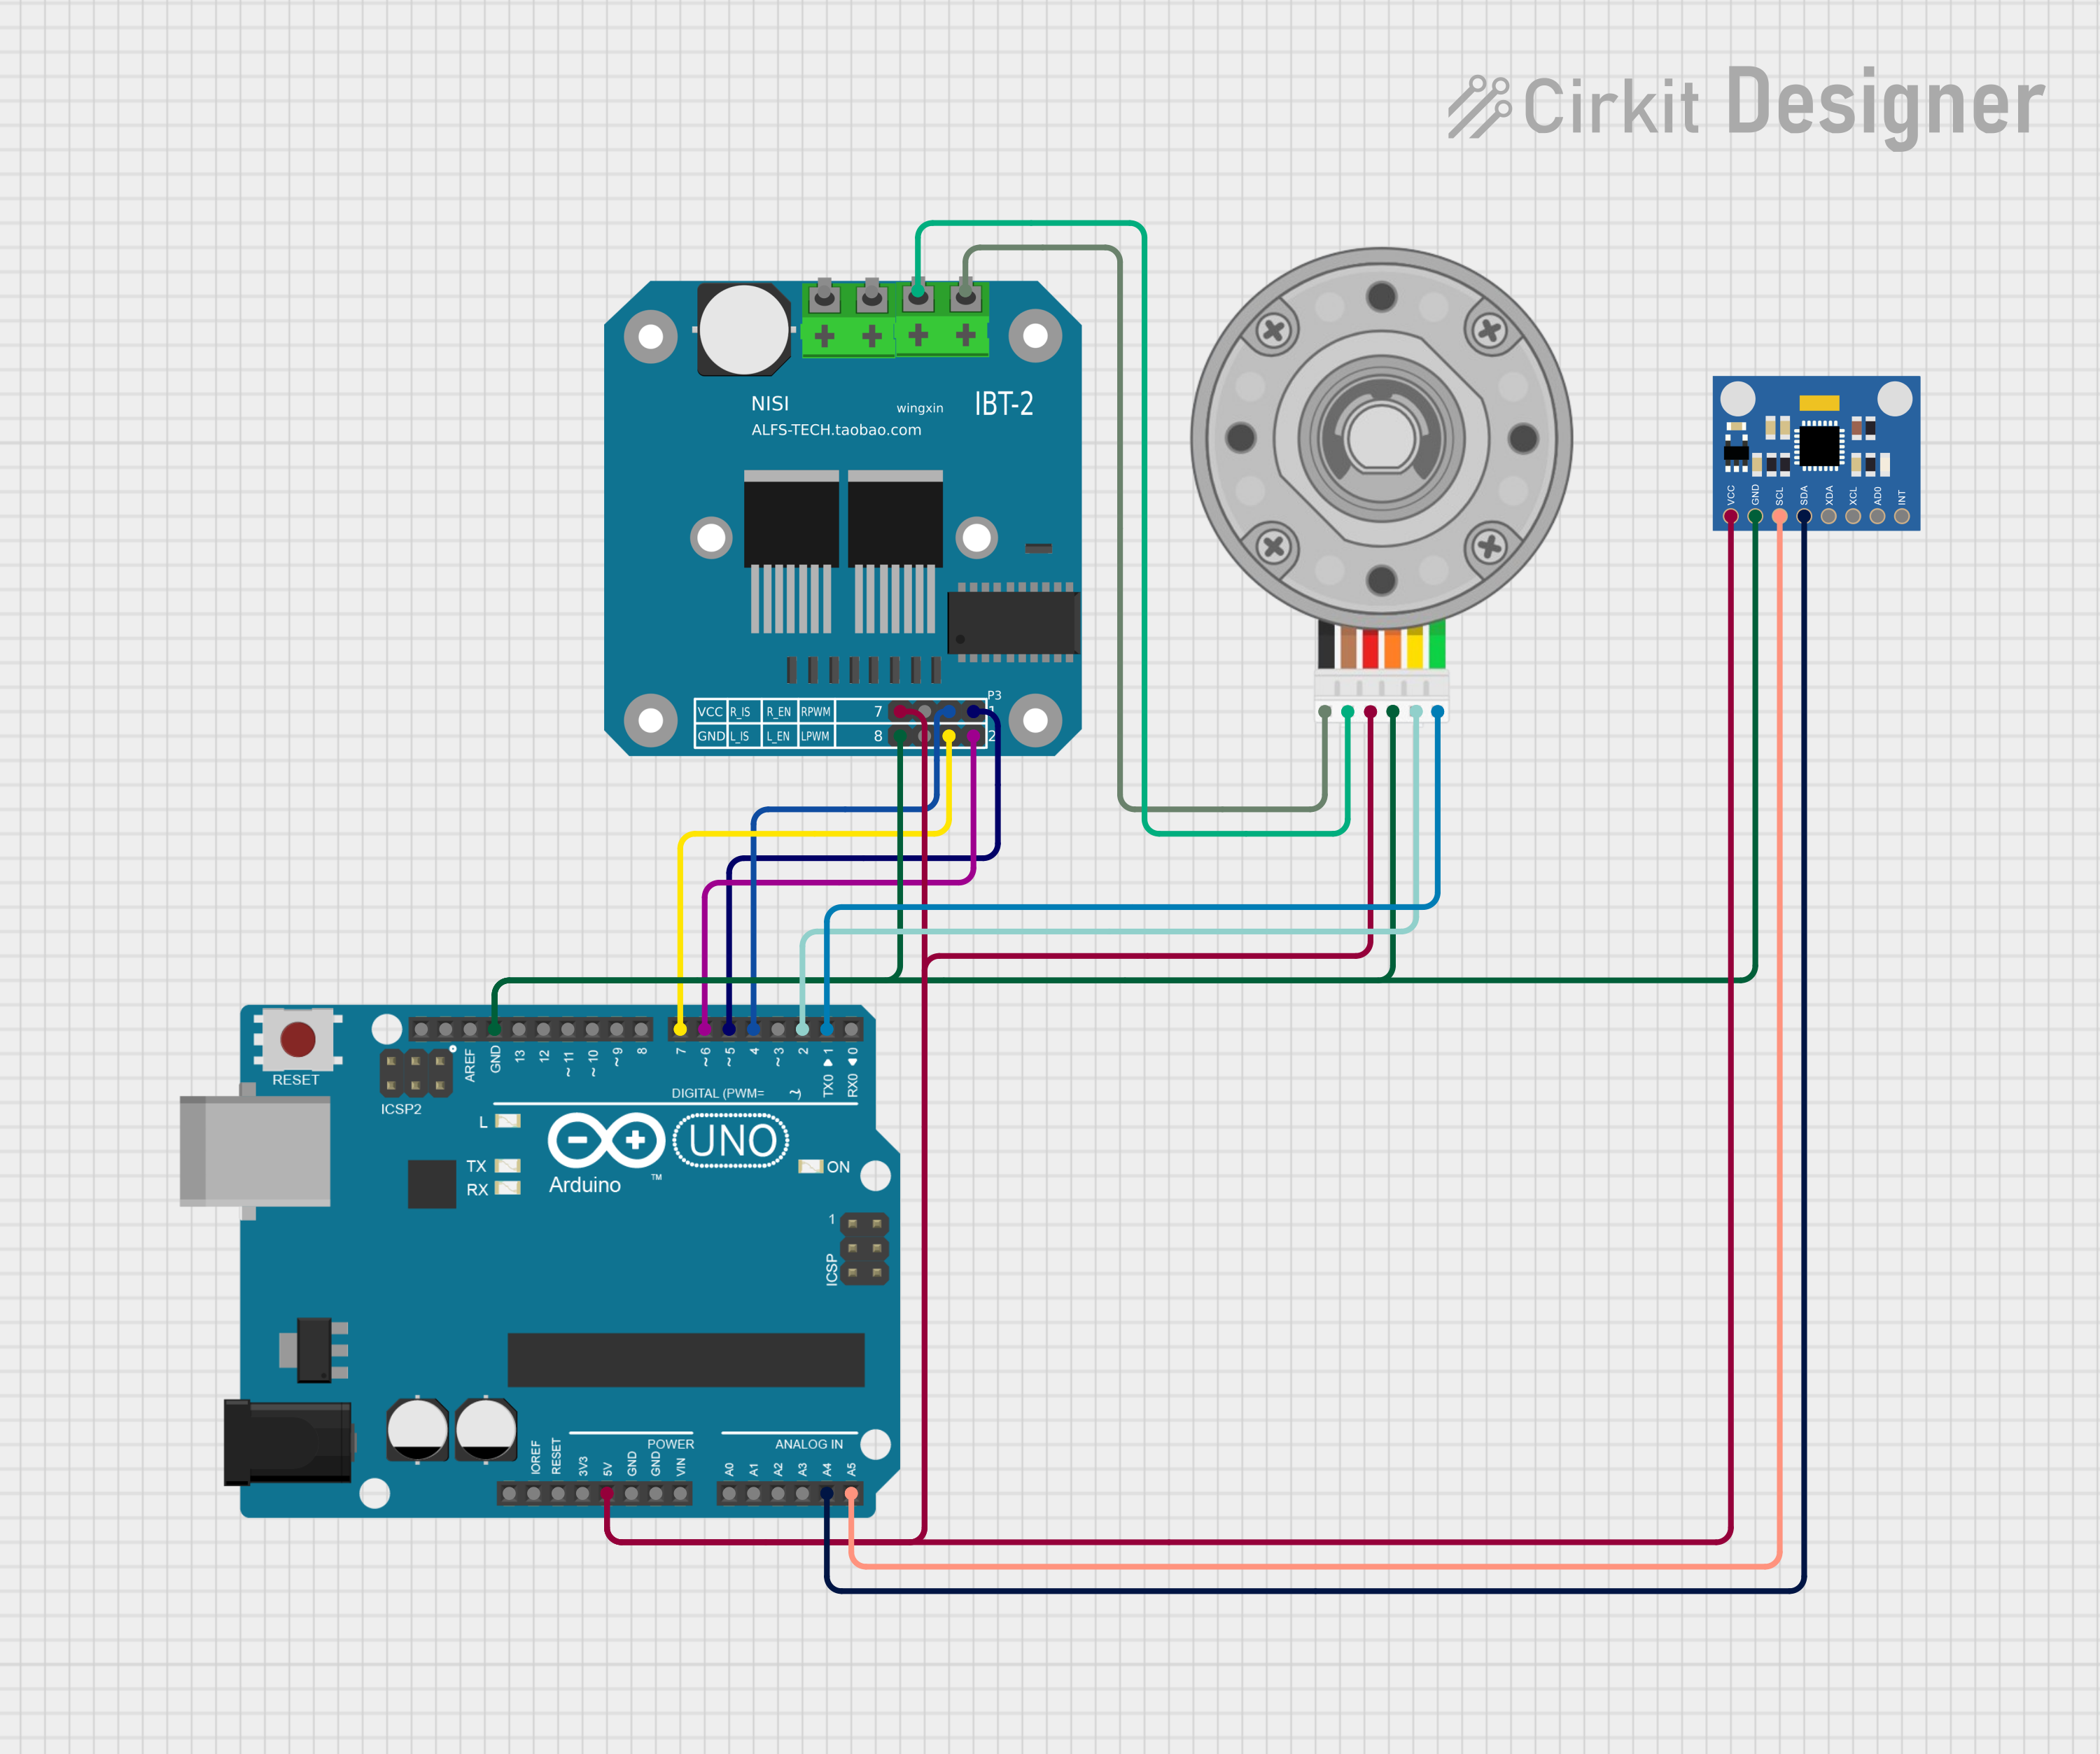 Cirkit Designer
NISI
wingxin
IBT-2
ALFS-TECH.taobao.com
P3
VCC R_IS R_EN RPWM 7 1
GND L_IS L_EN LPWM 8 2
VCC GND SCL SDA XDA XCL AD0 INT
RESET
ICSP2
AREF GND 13 12 ~11 ~10 ~9 8 7 ~6 ~5 4 ~3 2 TX0 1 RX0 0
DIGITAL (PWM= ~)
L
TX
RX
Arduino
TM
UNO
ON
1
ICSP
POWER
ANALOG IN
IOREF RESET 3V3 5V GND GND VIN A0 A1 A2 A3 A4 A5